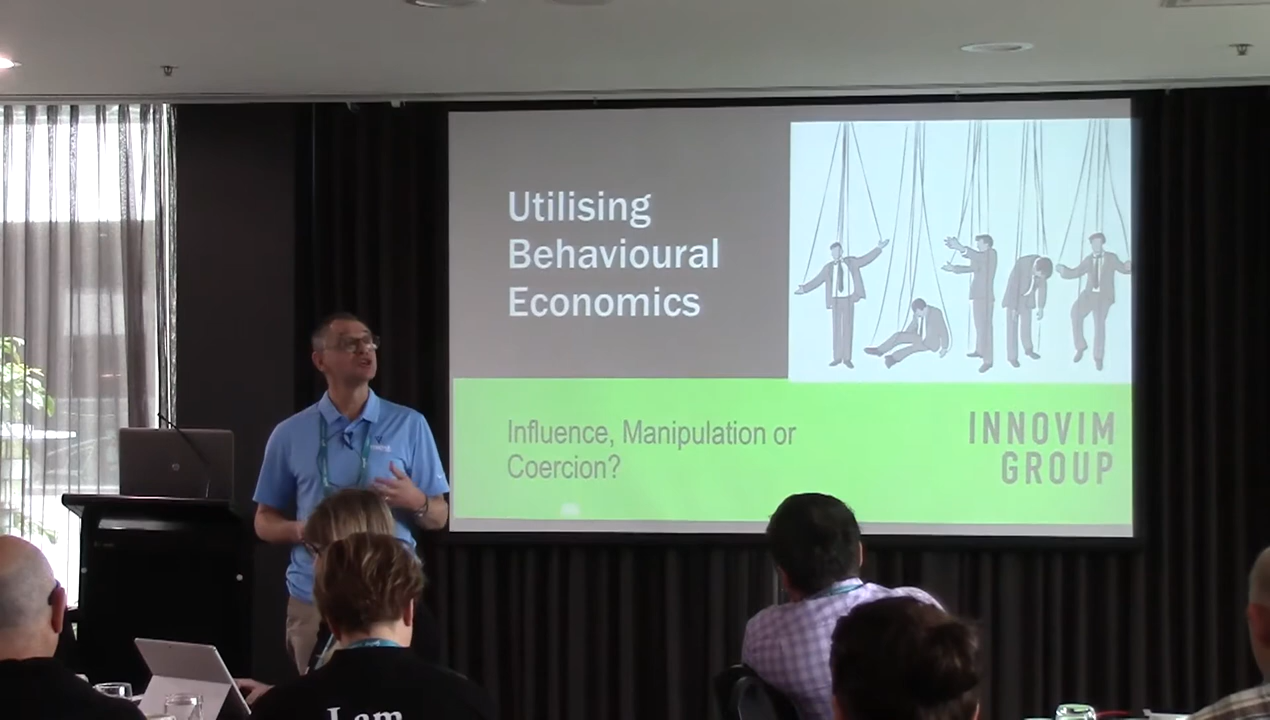 Utilising
Behavioural
Economics
Influence, Manipulation or
Coercion?
INNOVIM
GROUP
I am